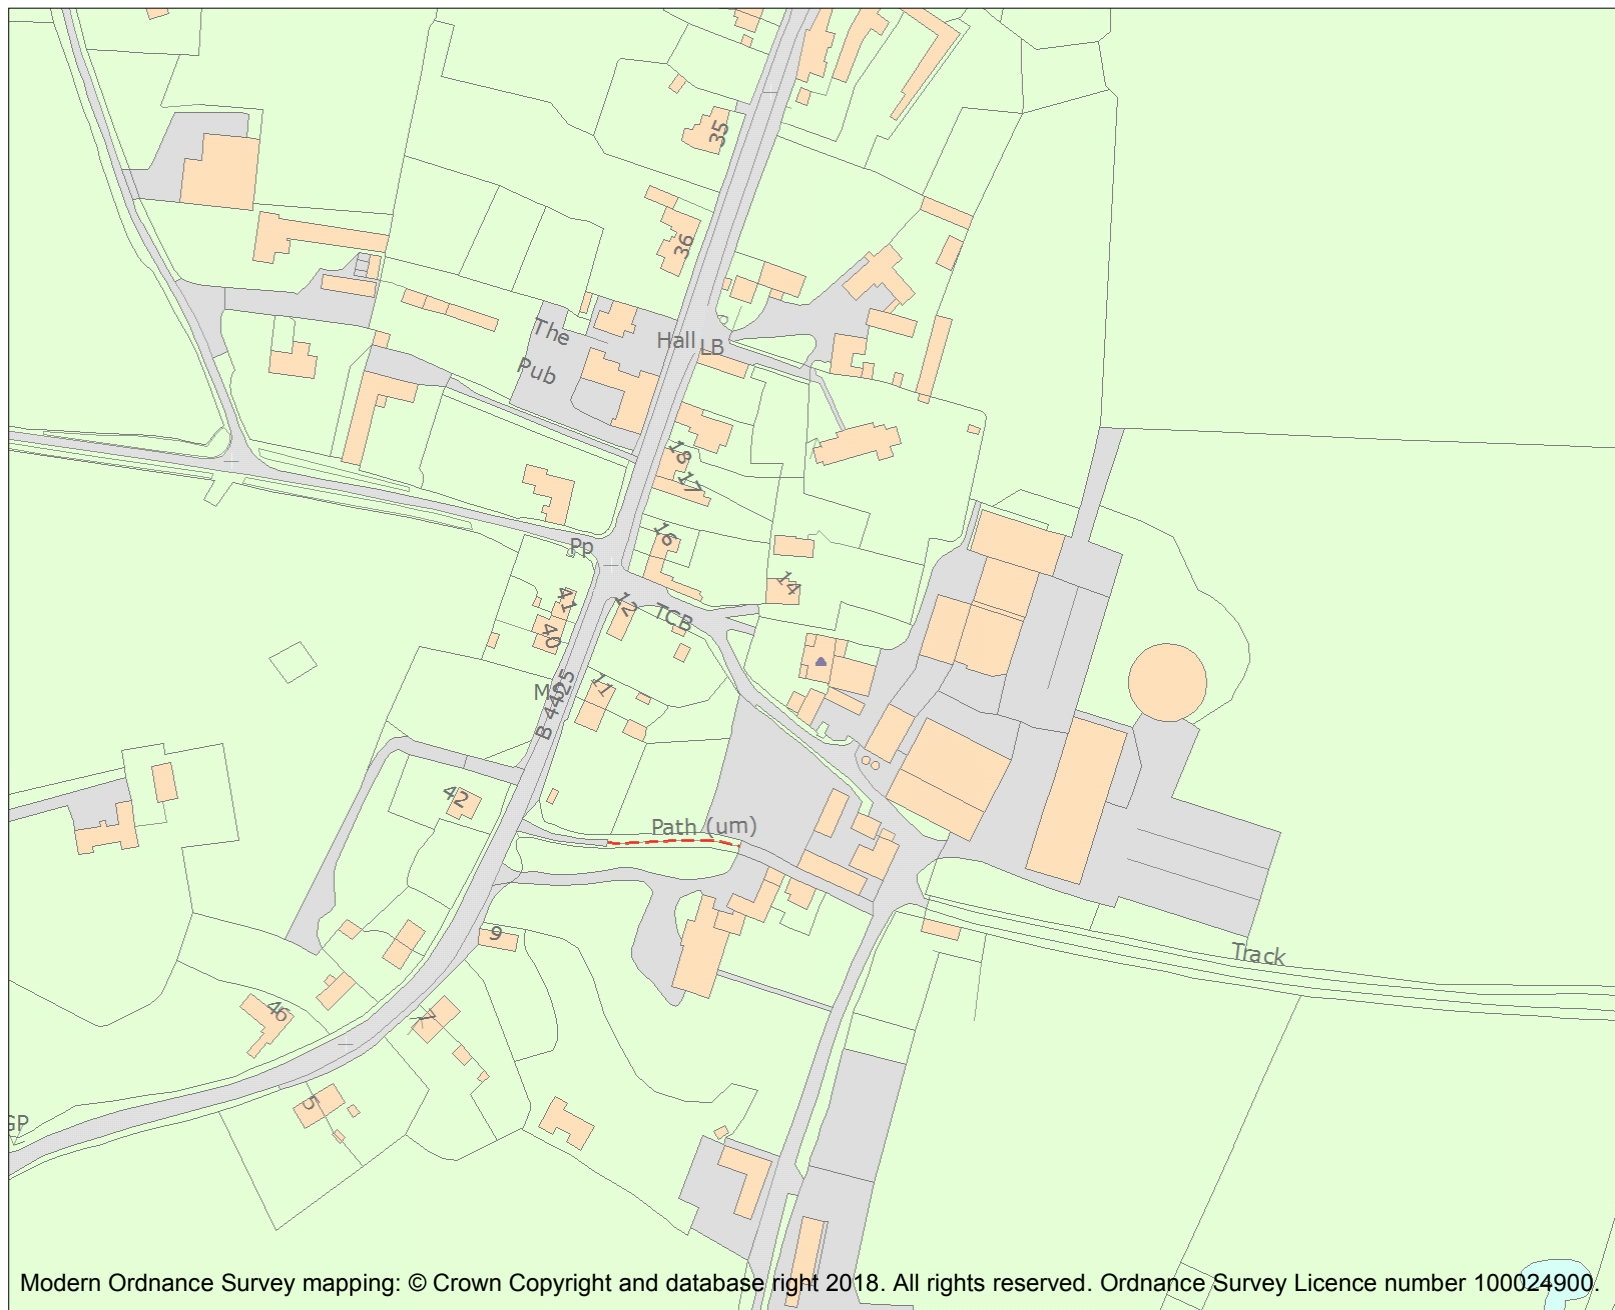 35
36
The
Pub
Hall
LB
18
17
16
Pp
14
41
12
TCB
40
11
B 4425
42
Path (um)
9
Track
46
7
5
GP
Modern Ordnance Survey mapping: © Crown Copyright and database right 2018. All rights reserved. Ordnance Survey Licence number 100024900.